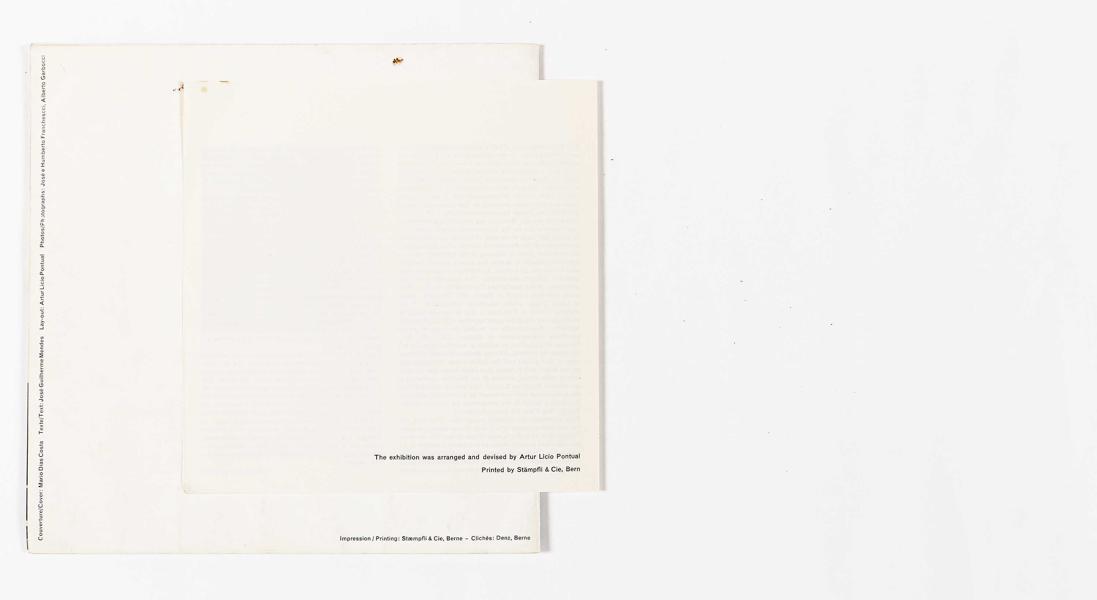 Couverture/Cover: Mario Dias Costa Texte/Text: José Guilherme Mendes Lay-out: Artur Licio Pontual Photos/Photographs: José e Humberto Franchescci, Alberto Garbocci
The exhibition was arranged and devised by Artur Licio Pontual
Printed by Stämpfli & Cie, Bern
Impression / Printing: Stæmpfli & Cie, Berne – Clichés: Denz, Berne